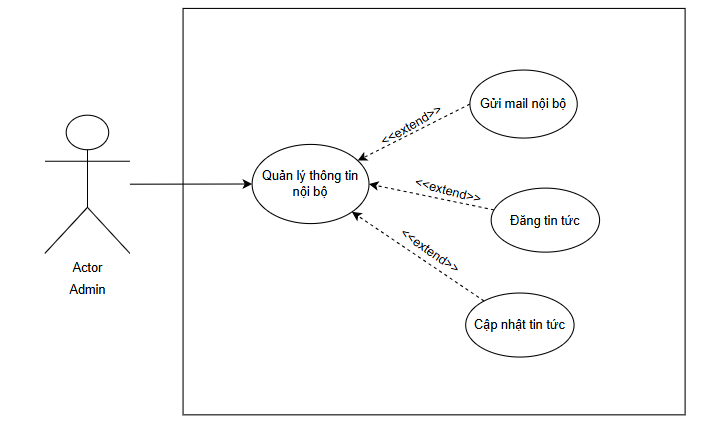 Gửi mail nội bộ
<<extend>>
Quản lý thông tin
nội bộ
<<extend>>
Đăng tin tức
<<extend>>
Actor
Admin
Cập nhật tin tức